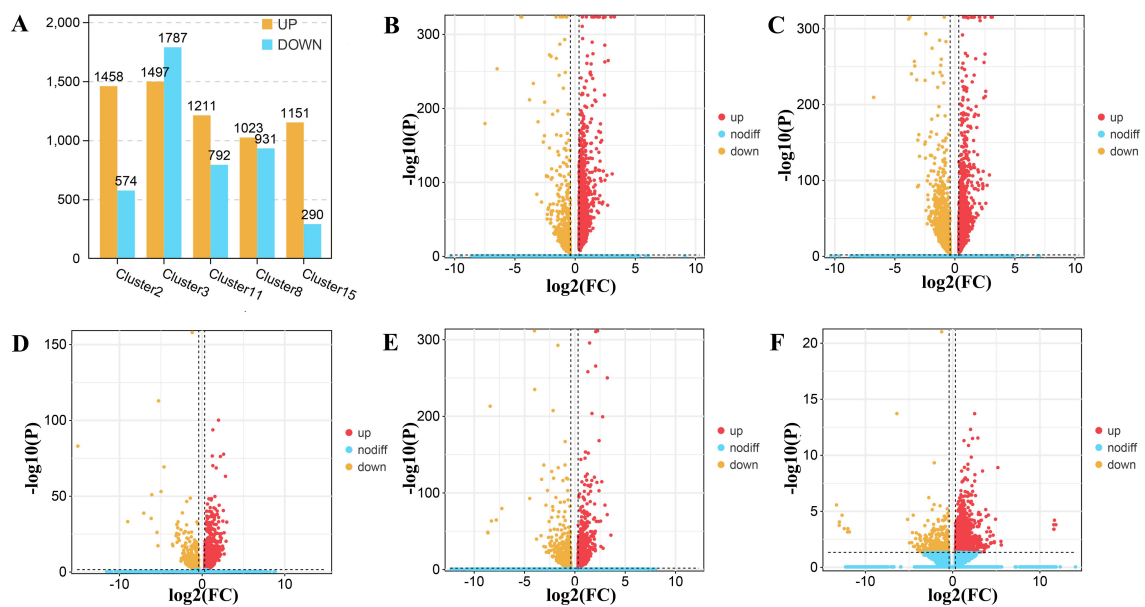 A
UP
DOWN
2,000
1,500
1,000
500
0
1458
574
1497
1787
1211
792
1023
931
1151
290
Cluster2
Cluster3
Cluster11
Cluster8
Cluster15
B
300
200
100
0
-log10(P)
-10
-5
0
5
10
log2(FC)
up
nodiff
down
C
300
200
100
0
-log10(P)
-10
-5
0
5
10
log2(FC)
up
nodiff
down
D
150
100
50
0
-log10(P)
-10
0
10
log2(FC)
up
nodiff
down
E
300
200
100
0
-log10(P)
-10
-5
0
5
10
log2(FC)
up
nodiff
down
F
20
15
10
5
0
-log10(P)
-10
0
10
log2(FC)
up
nodiff
down